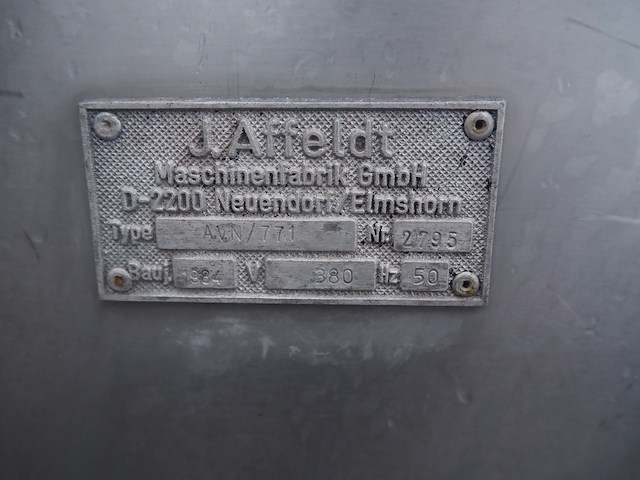 J. Affeldt
Maschinenfabrik GmbH
D-2200 Neuendorf/Elmshorn
Type AVN/771 Nr. 2795
Bauj. 1984 V 380 Hz 50